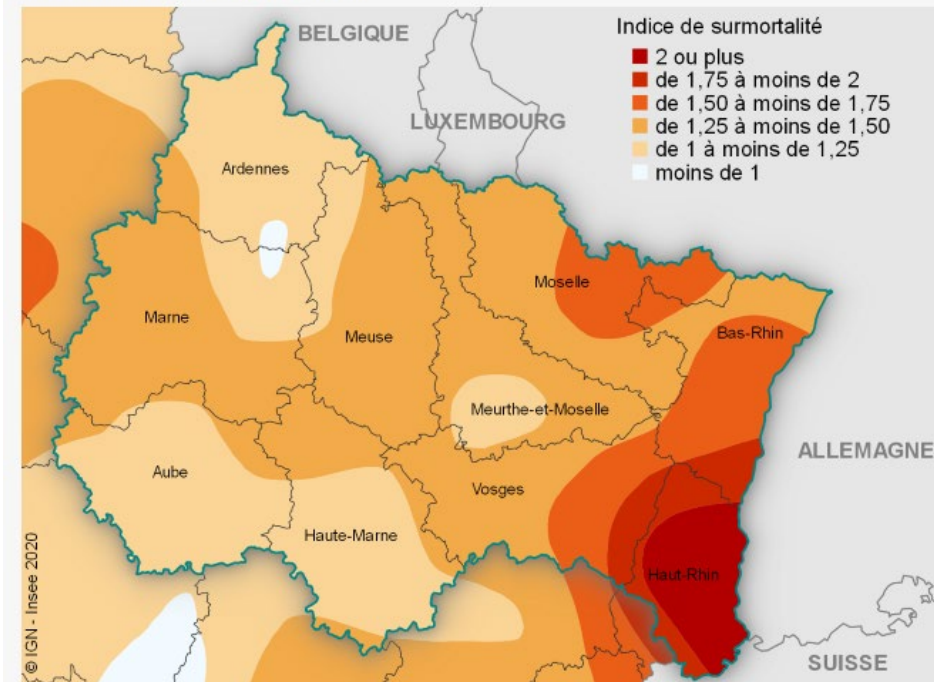 Indice de surmortalité
2 ou plus
de 1,75 à moins de 2
de 1,50 à moins de 1,75
de 1,25 à moins de 1,50
de 1 à moins de 1,25
moins de 1
BELGIQUE
LUXEMBOURG
Ardennes
Moselle
Marne
Meuse
Bas-Rhin
Meurthe-et-Moselle
ALLEMAGNE
Aube
Vosges
Haute-Marne
Haut-Rhin
SUISSE
© IGN - Insee 2020